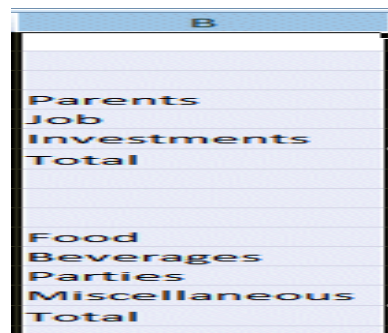 B
Parents
Job
Investments
Total
Food
Beverages
Parties
Miscellaneous
Total